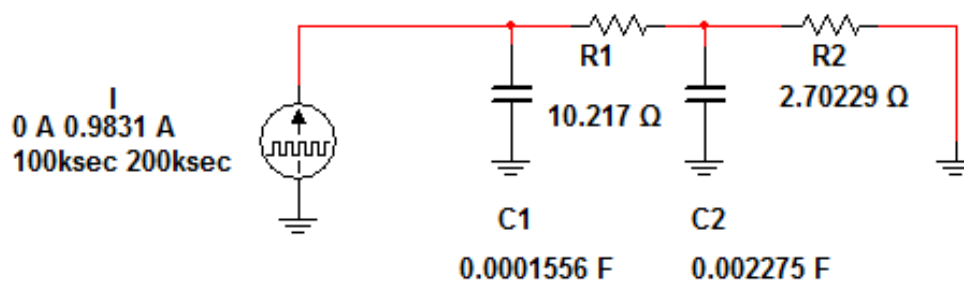 I
0 A 0.9831 A
100ksec 200ksec
R1
10.217 Ω
R2
2.70229 Ω
C1
0.0001556 F
C2
0.002275 F